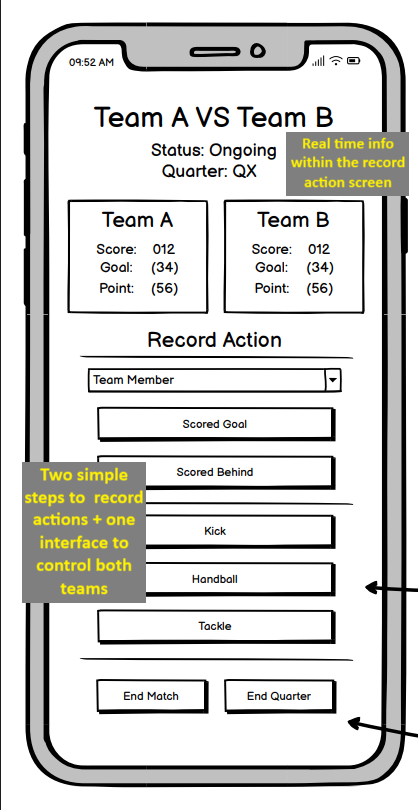 09:52 AM
Team A VS Team B
Status: Ongoing
Quarter: QX
Real time info
within the record
action screen
Team A
Score: 012
Goal: (34)
Point: (56)
Team B
Score: 012
Goal: (34)
Point: (56)
Record Action
Team Member
Scored Goal
Scored Behind
Two simple
steps to record
actions + one
interface to
control both
teams
Kick
Handball
Tackle
End Match
End Quarter